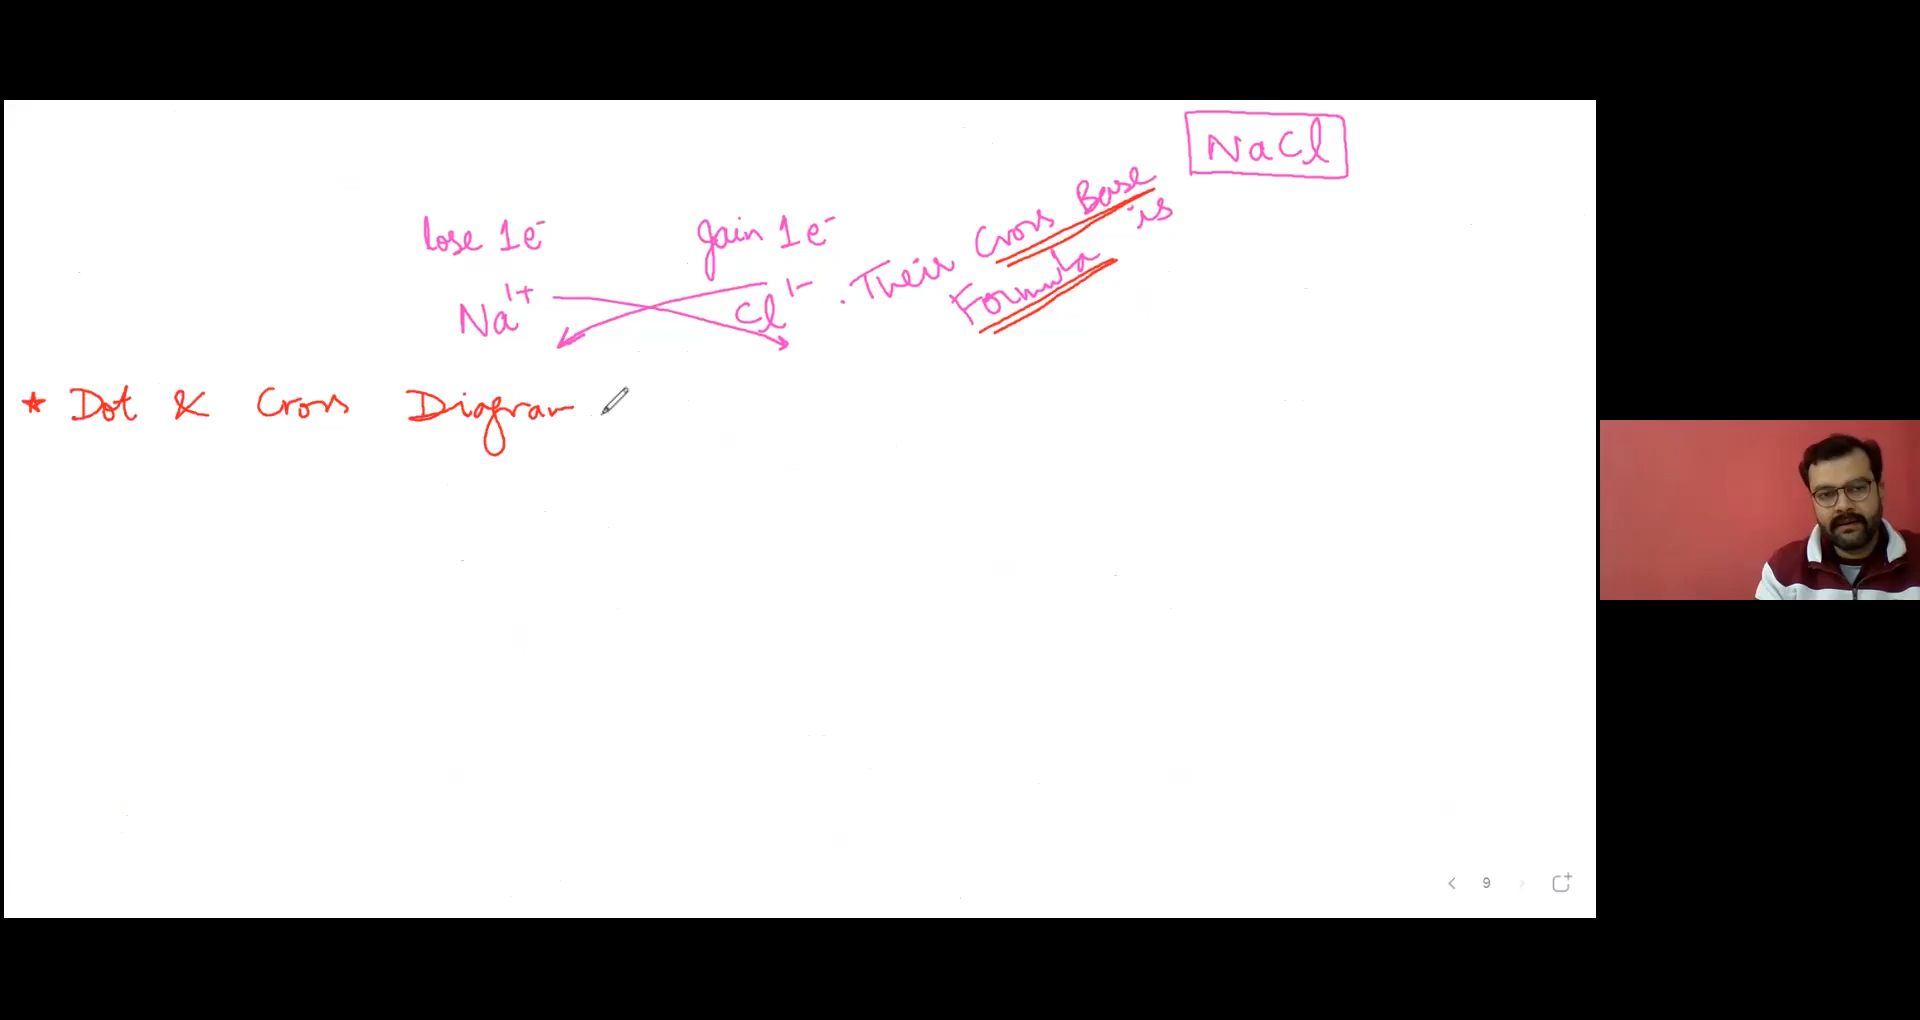 NaCl
lose 1e⁻ gain 1e⁻
Na¹⁺ Cl¹⁻ . Their Cross Base
Formula is
* Dot & Cross Diagram
9